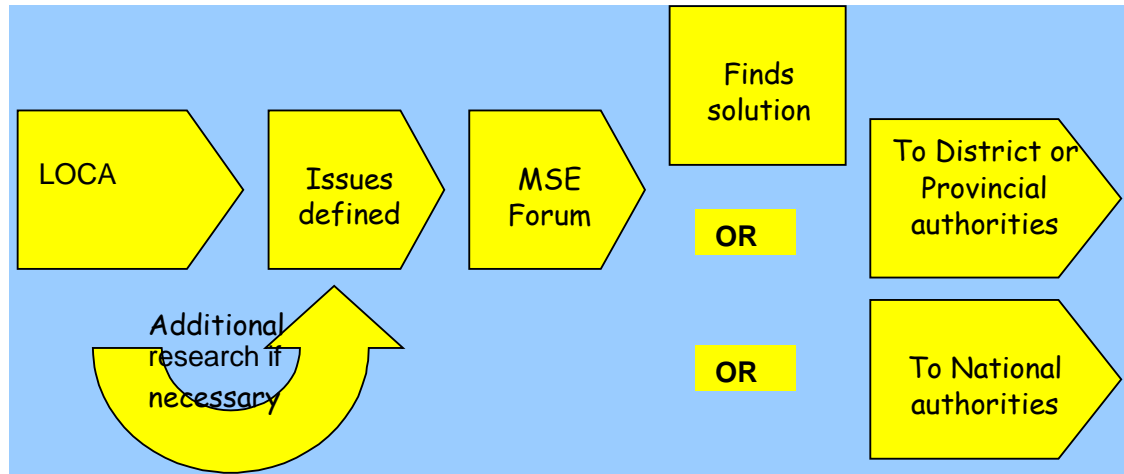 LOCA
Issues
defined
MSE
Forum
Finds
solution
OR
OR
To District or
Provincial
authorities
To National
authorities
Additional
research if
necessary